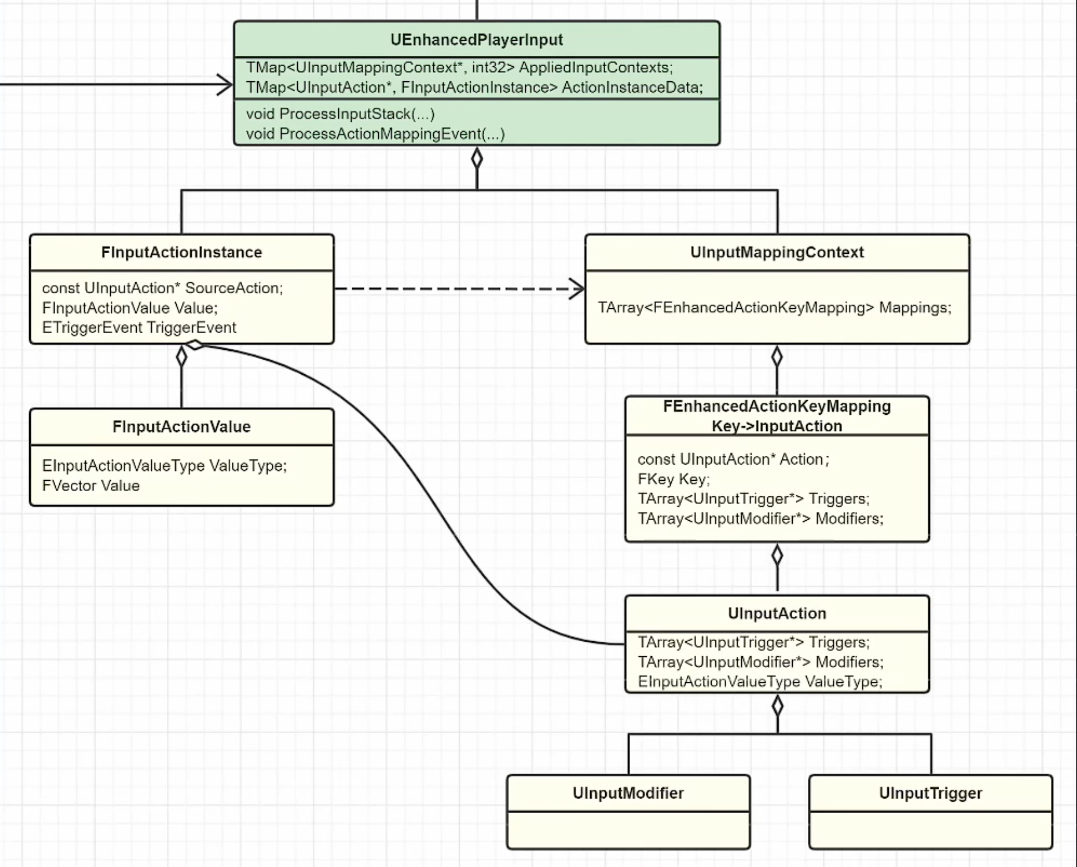 UEnhancedPlayerInput
TMap<UInputMappingContext*, int32> AppliedInputContexts;
TMap<UInputAction*, FInputActionInstance> ActionInstanceData;
void ProcessInputStack(...)
void ProcessActionMappingEvent(...)
FInputActionInstance
const UInputAction* SourceAction;
FInputActionValue Value;
ETriggerEvent TriggerEvent
UInputMappingContext
TArray<FEnhancedActionKeyMapping> Mappings;
FInputActionValue
EInputActionValueType ValueType;
FVector Value
FEnhancedActionKeyMapping
Key->InputAction
const UInputAction* Action;
FKey Key;
TArray<UInputTrigger*> Triggers;
TArray<UInputModifier*> Modifiers;
UInputAction
TArray<UInputTrigger*> Triggers;
TArray<UInputModifier*> Modifiers;
EInputActionValueType ValueType;
UInputModifier
UInputTrigger